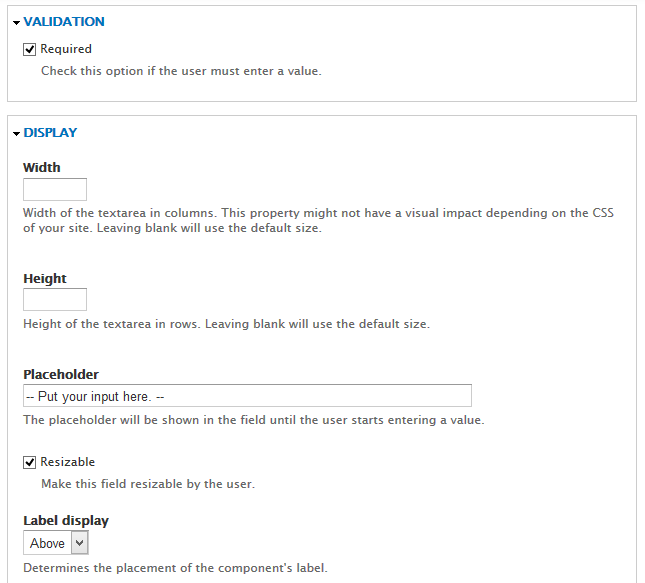 VALIDATION
Required
Check this option if the user must enter a value.
DISPLAY
Width
Width of the textarea in columns. This property might not have a visual impact depending on the CSS
of your site. Leaving blank will use the default size.
Height
Height of the textarea in rows. Leaving blank will use the default size.
Placeholder
-- Put your input here. --
The placeholder will be shown in the field until the user starts entering a value.
Resizable
Make this field resizable by the user.
Label display
Above
Determines the placement of the component's label.